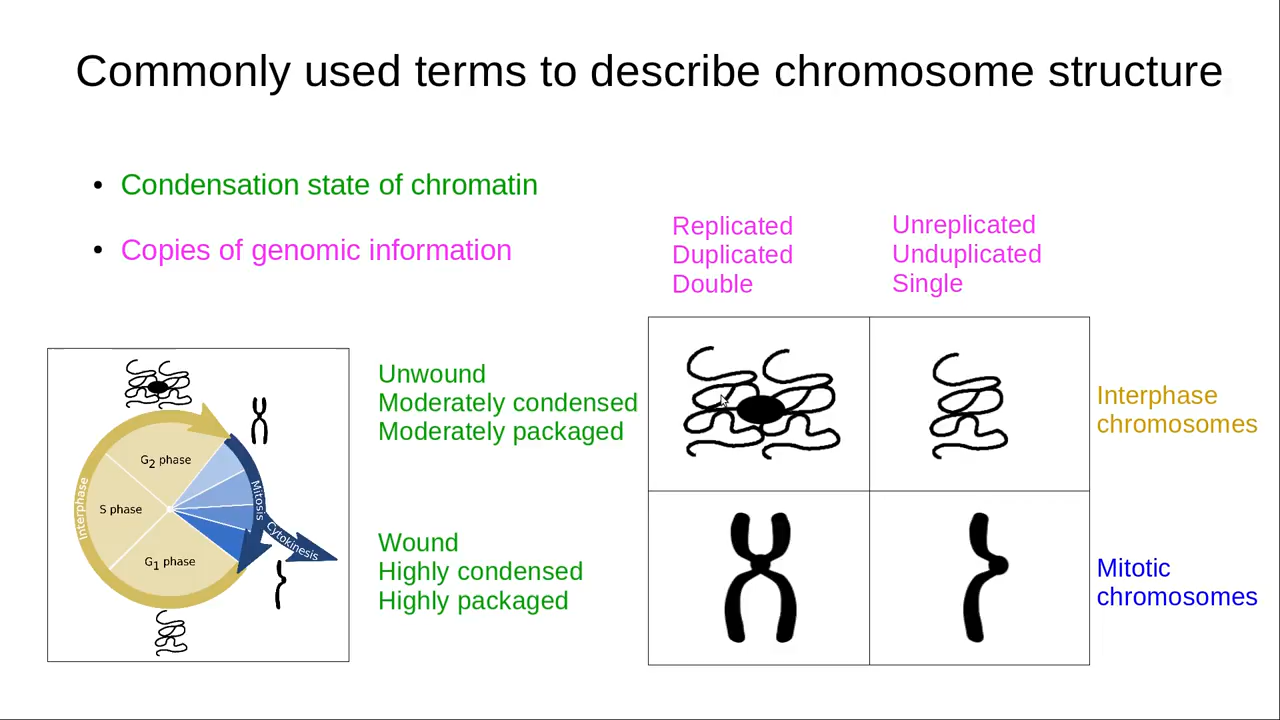 Commonly used terms to describe chromosome structure
• Condensation state of chromatin
• Copies of genomic information
Replicated
Duplicated
Double
Unreplicated
Unduplicated
Single
Unwound
Moderately condensed
Moderately packaged
Wound
Highly condensed
Highly packaged
Interphase
chromosomes
Mitotic
chromosomes
G2 phase
S phase
G1 phase
Interphase
Mitosis
Cytokinesis